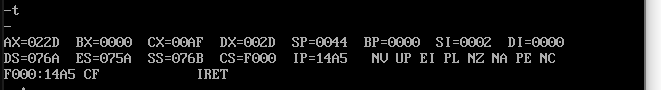 -t
-
AX=022D  BX=0000  CX=00AF  DX=002D  SP=0044  BP=0000  SI=0002  DI=0000
DS=076A  ES=075A  SS=076B  CS=F000  IP=14A5   NV UP EI PL NZ NA PE NC
F000:14A5 CF            IRET